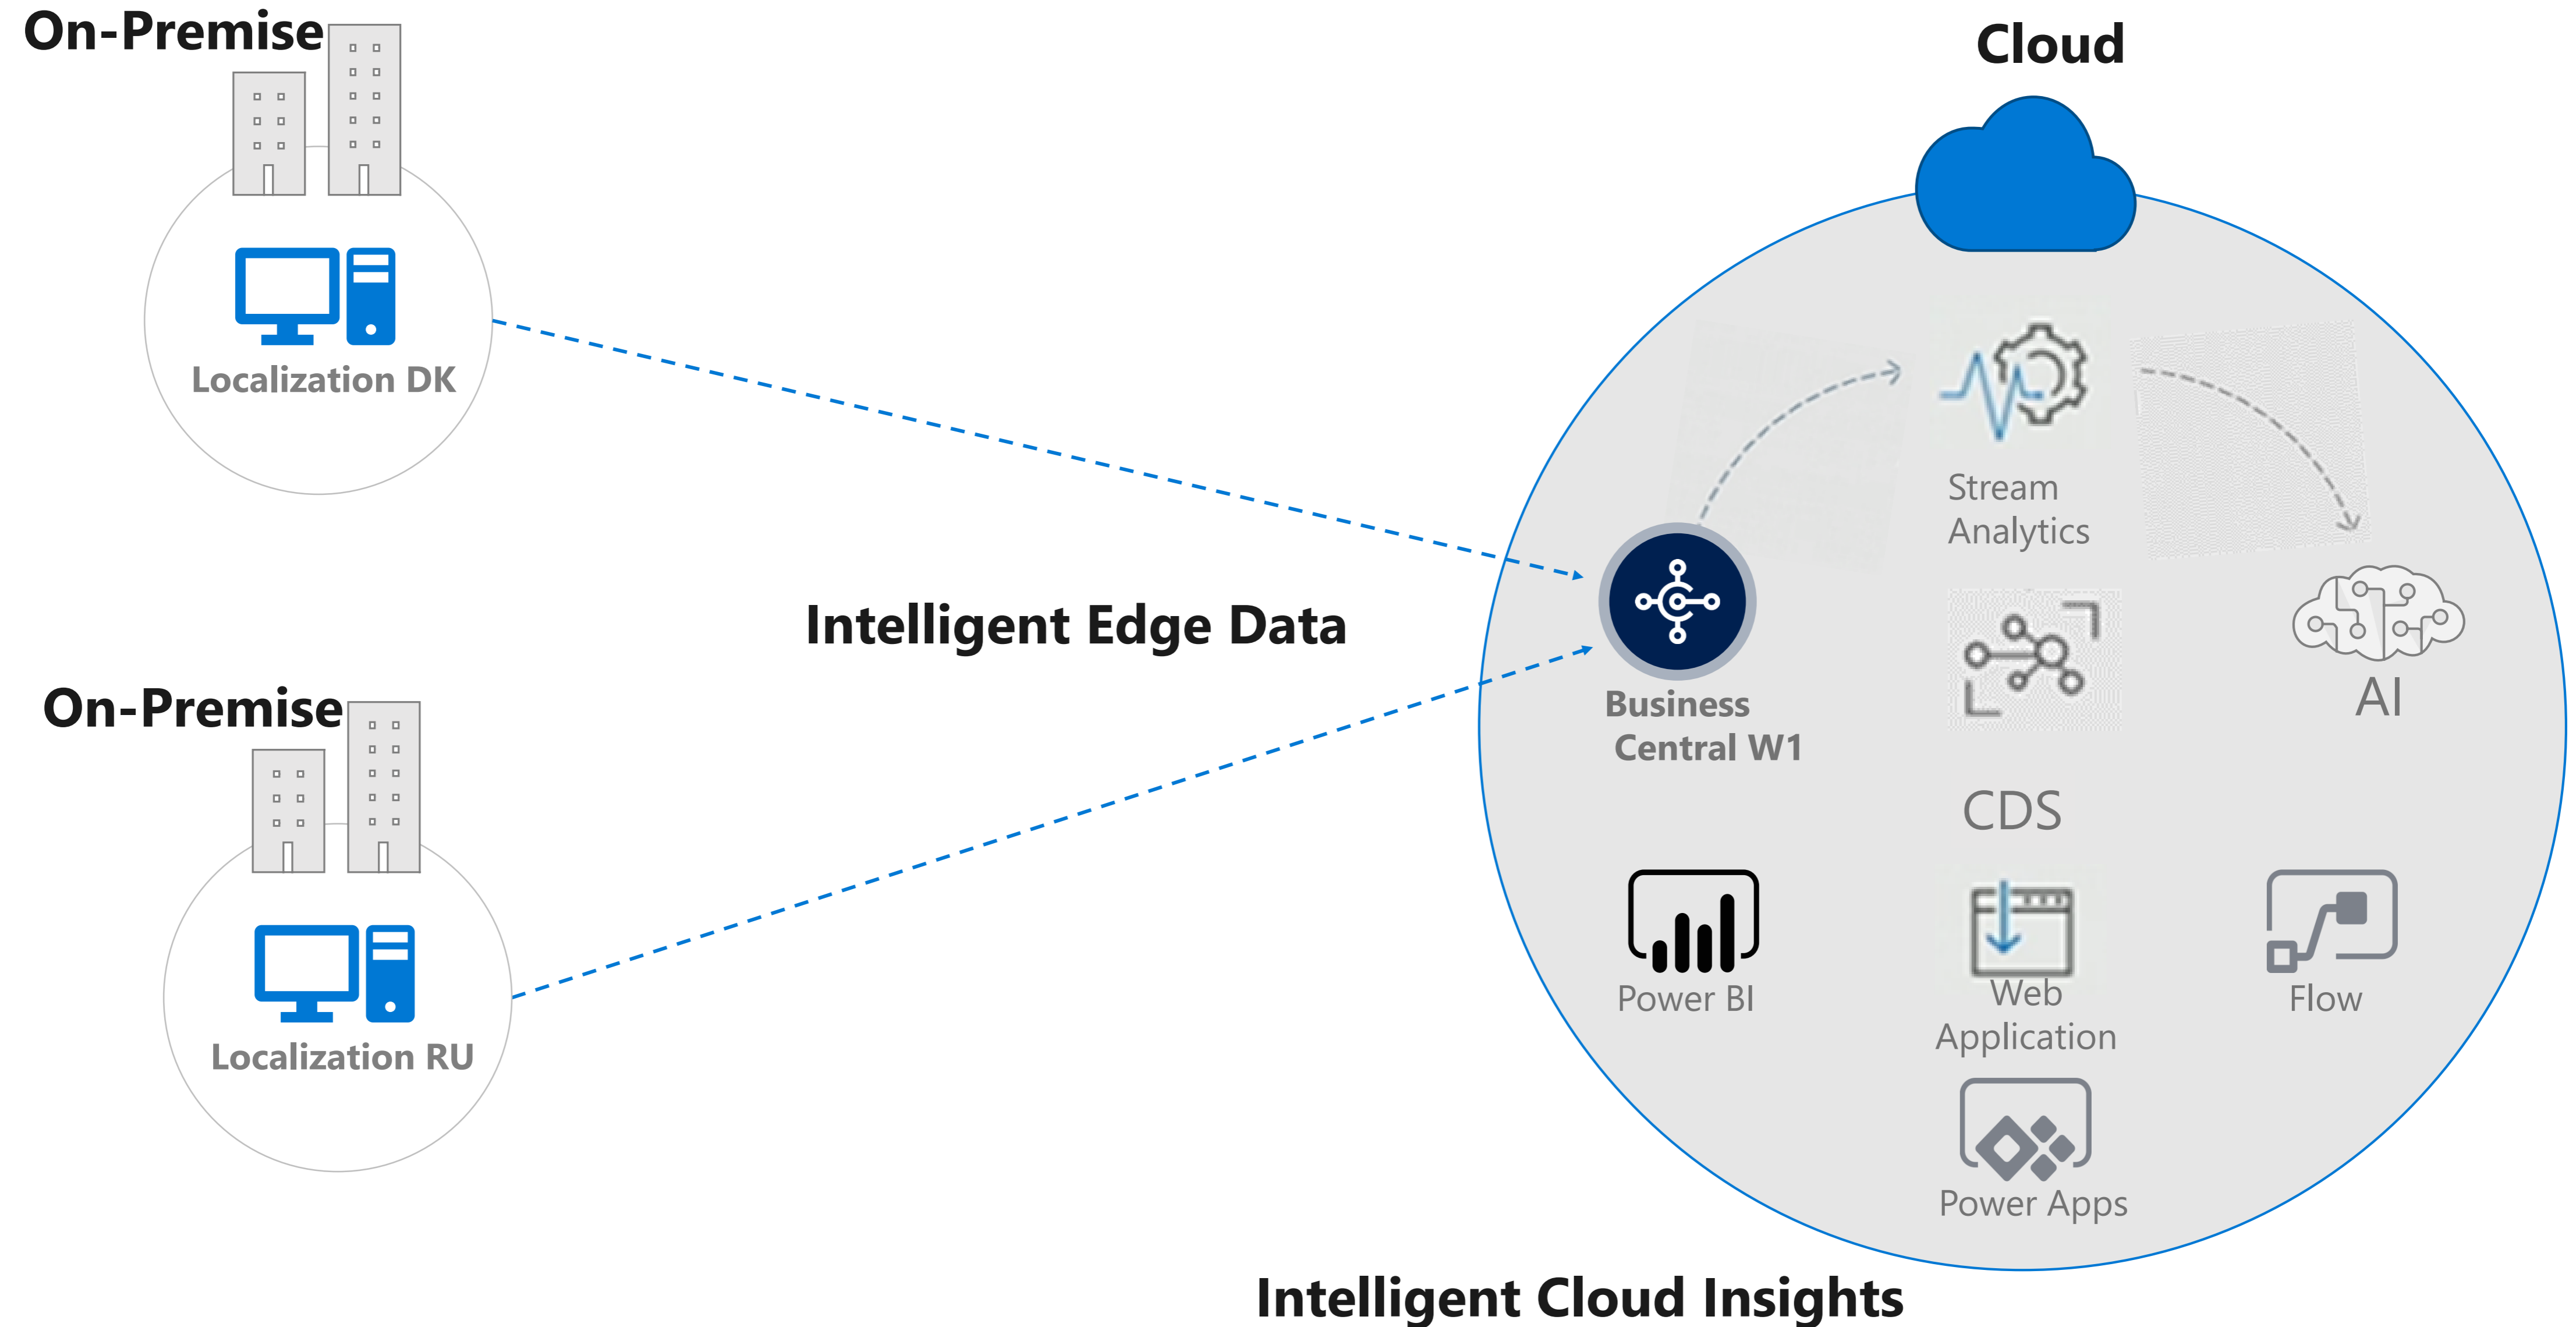 On-Premise
Cloud
Localization DK
Stream
Analytics
Intelligent Edge Data
Business
Central W1
AI
On-Premise
CDS
Power BI
Web
Application
Flow
Localization RU
Power Apps
Intelligent Cloud Insights